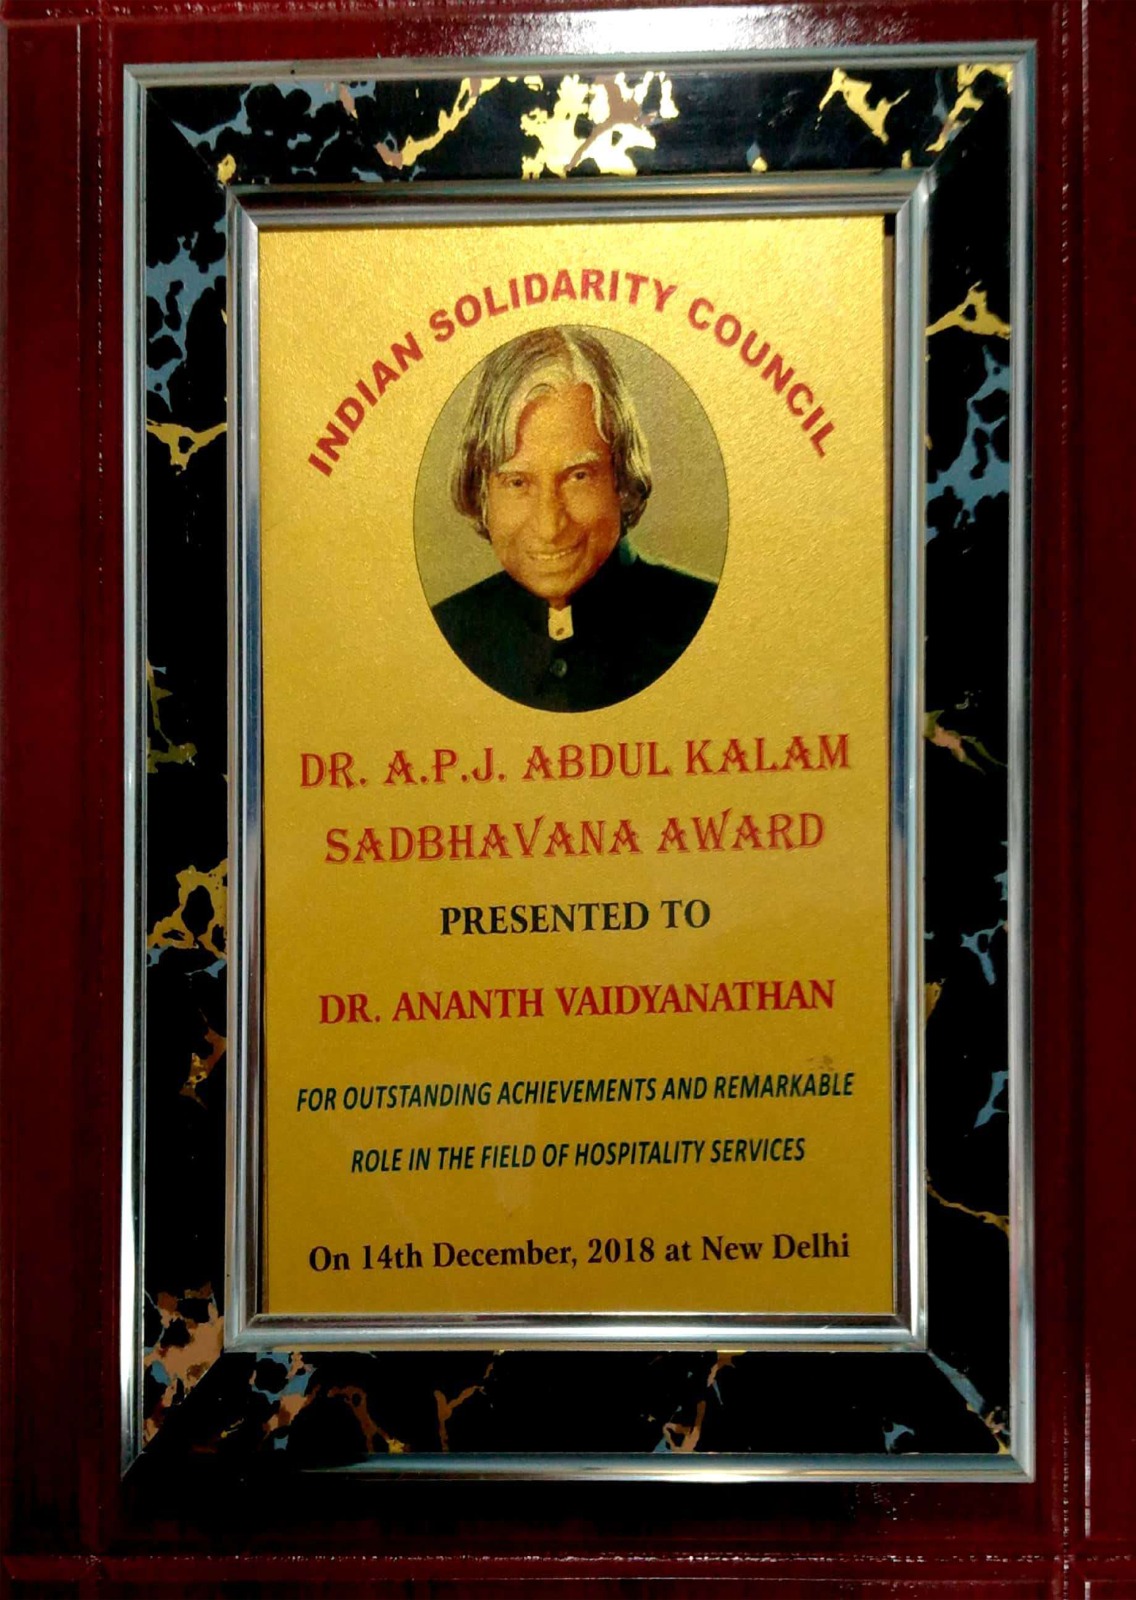 INDIAN SOLIDARITY COUNCIL
DR. A.P.J. ABDUL KALAM
SADBHAVANA AWARD
PRESENTED TO
DR. ANANTH VAIDYANATHAN
FOR OUTSTANDING ACHIEVEMENTS AND REMARKABLE
ROLE IN THE FIELD OF HOSPITALITY SERVICES
On 14th December, 2018 at New Delhi